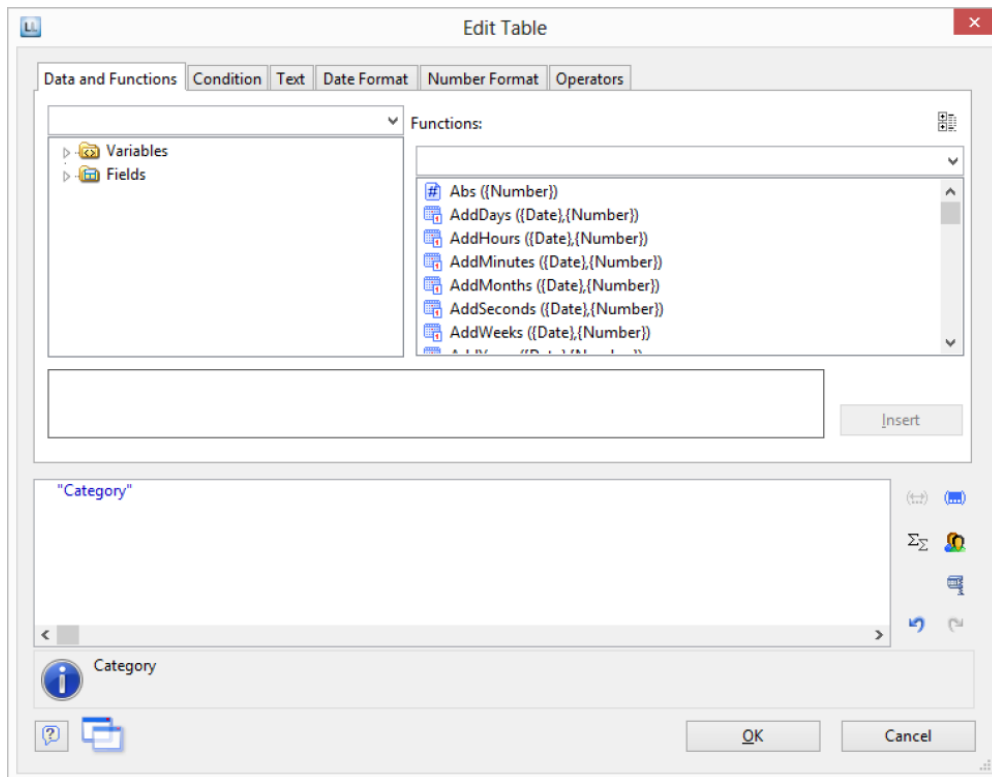 Edit Table
Data and Functions Condition Text Date Format Number Format Operators
Functions:
Variables
Fields
Abs ({Number})
AddDays ({Date},{Number})
AddHours ({Date},{Number})
AddMinutes ({Date},{Number})
AddMonths ({Date},{Number})
AddSeconds ({Date},{Number})
AddWeeks ({Date},{Number})
Insert
"Category"
Category
OK Cancel